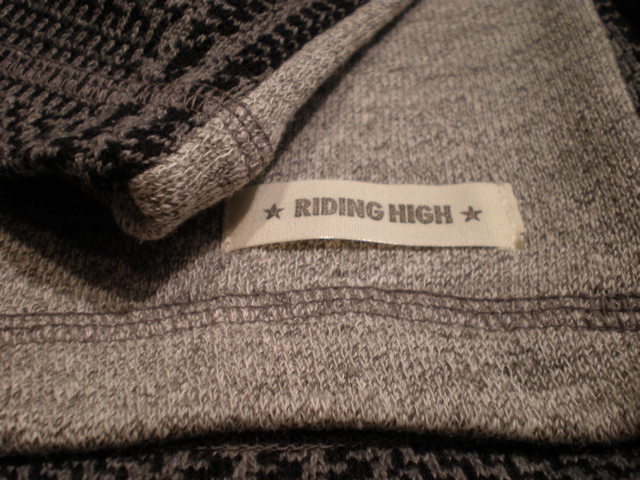 ★ RIDING HIGH ★